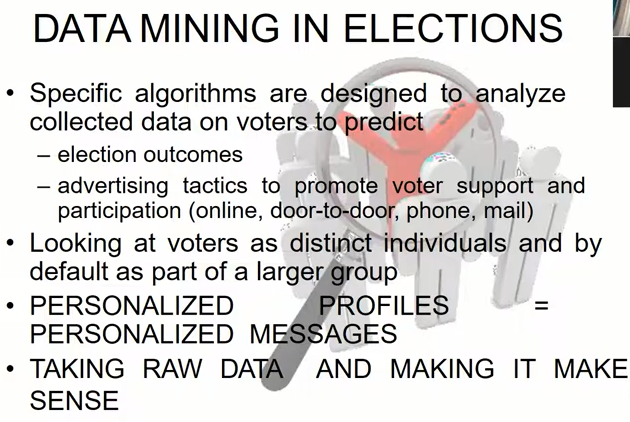 DATA MINING IN ELECTIONS
• Specific algorithms are designed to analyze
collected data on voters to predict
– election outcomes
– advertising tactics to promote voter support and
participation (online, door-to-door, phone, mail)
• Looking at voters as distinct individuals and by
default as part of a larger group
• PERSONALIZED PROFILES =
PERSONALIZED MESSAGES
• TAKING RAW DATA AND MAKING IT MAKE
SENSE